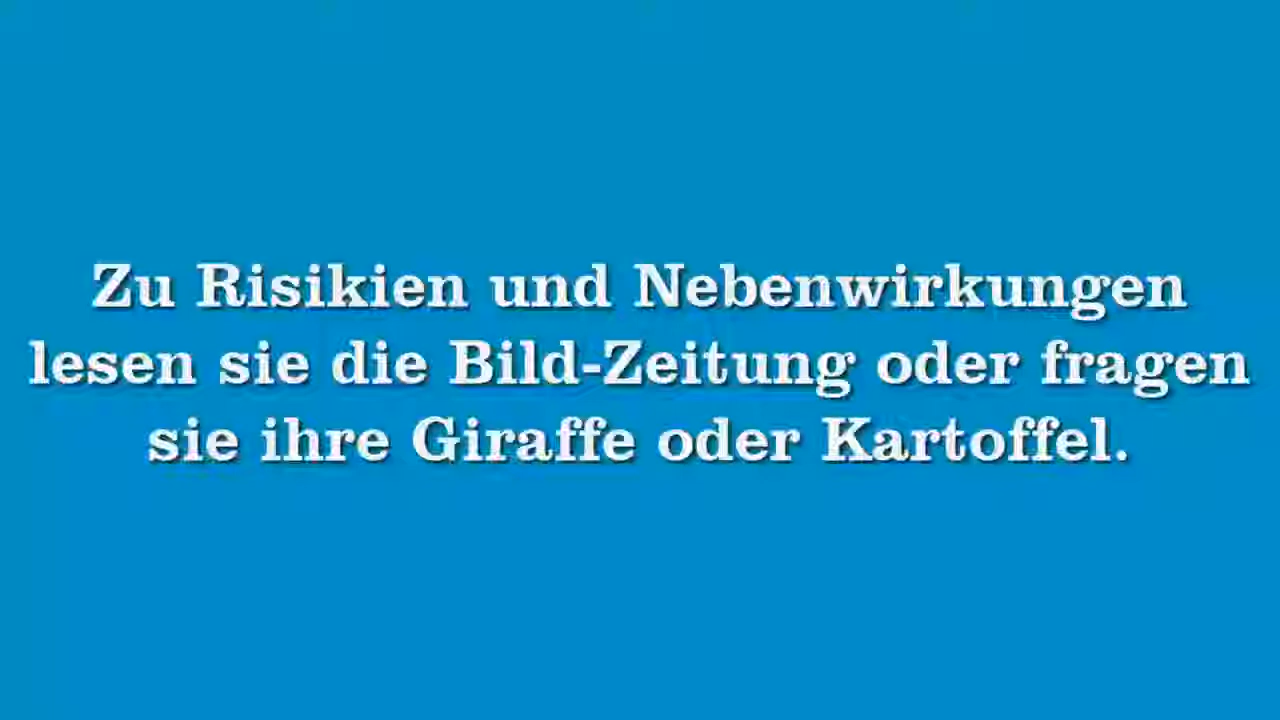 Zu Risikien und Nebenwirkungen
lesen sie die Bild-Zeitung oder fragen
sie ihre Giraffe oder Kartoffel.